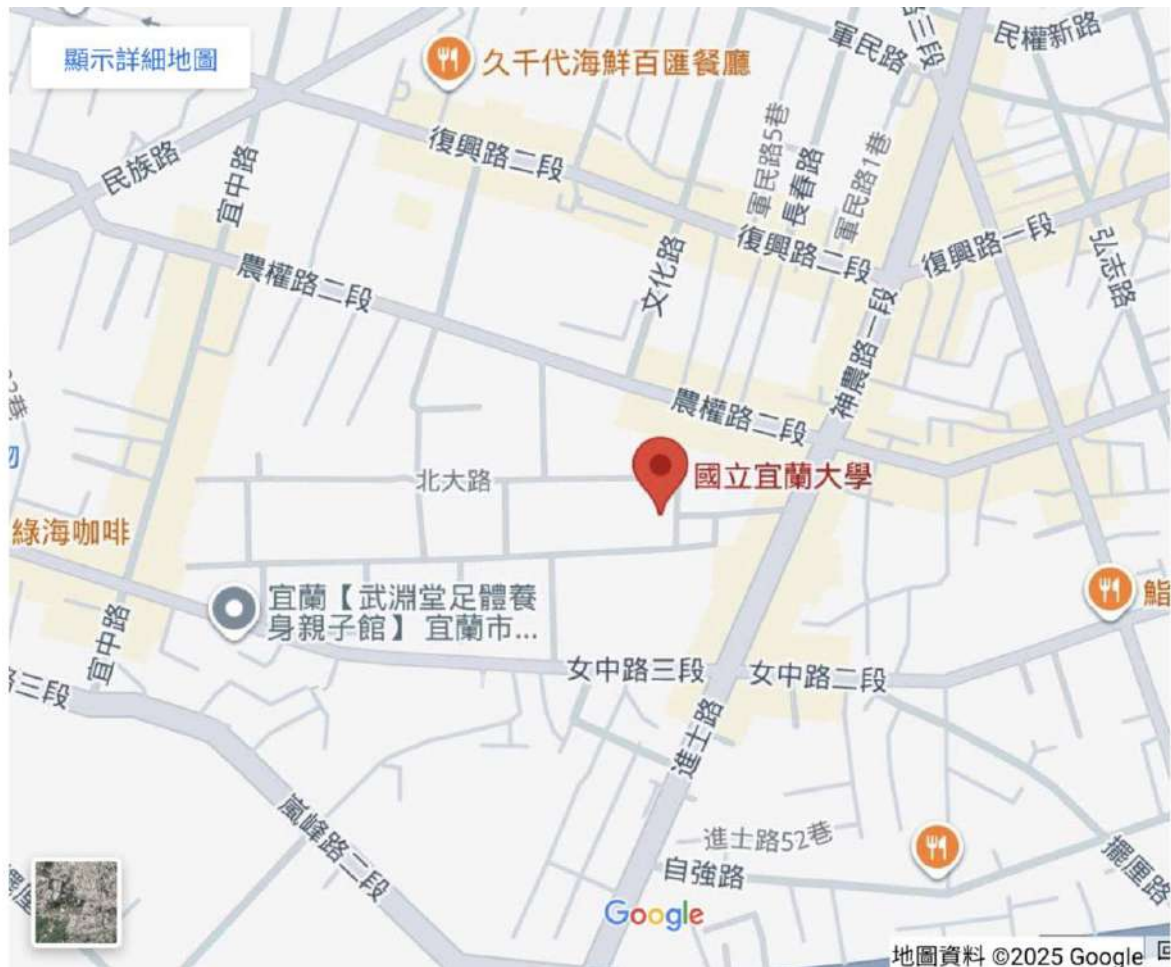 顯示詳細地圖
久千代海鮮百匯餐廳
軍民路
三段
民權新路
復興路二段
民族路
宜中路
軍民路5巷
長春路
軍民路1巷
復興路二段
復興路一段
弘志路
文化路
農權路二段
神農路一段
農權路二段
北大路
國立宜蘭大學
綠海咖啡
宜蘭【武淵堂足體養
身親子館】 宜蘭市...
宜中路
路三段
女中路三段
女中路二段
進士路
嵐峰路二段
進士路52巷
自強路
擺厘路
Google
地圖資料 ©2025 Google